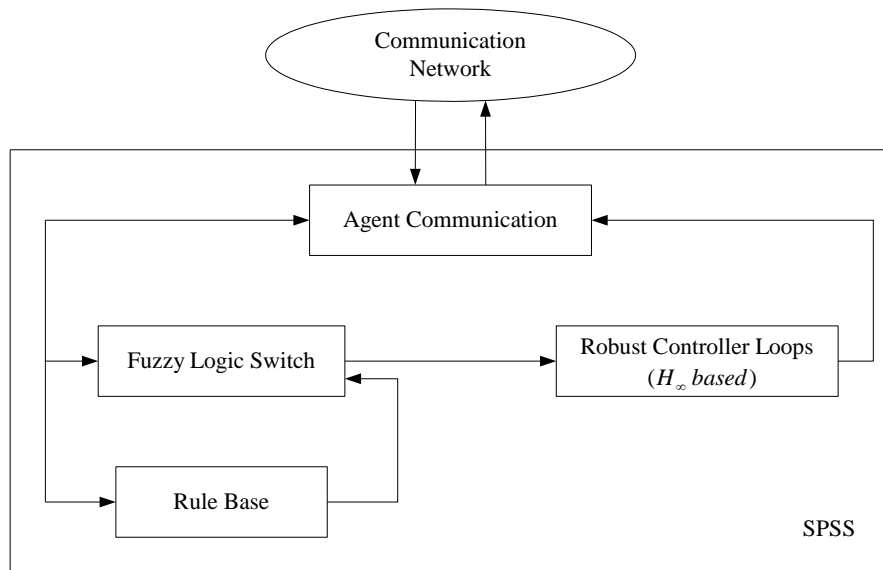 Communication
Network
Agent Communication
Fuzzy Logic Switch
Robust Controller Loops
(H∞ based)
Rule Base
SPSS